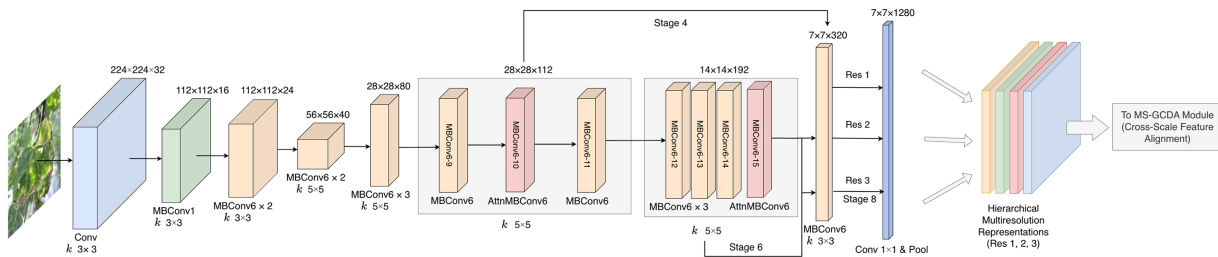 224×224×32
Conv
k 3×3
112×112×16
MBConv1
k 3×3
112×112×24
MBConv6 × 2
k 3×3
56×56×40
MBConv6 × 2
k 5×5
28×28×80
MBConv6 × 3
k 5×5
28×28×112
MBConv6-9
MBConv6
MBConv6-10
AttnMBConv6
MBConv6-11
MBConv6
k 5×5
Stage 4
14×14×192
MBConv6-12
MBConv6-13
MBConv6-14
MBConv6-15
MBConv6 × 3
AttnMBConv6
k 5×5
Stage 6
7×7×320
MBConv6
k 3×3
Res 1
Res 2
Res 3
Stage 8
7×7×1280
Conv 1×1 & Pool
Hierarchical
Multiresolution
Representations
(Res 1, 2, 3)
To MS-GCDA Module
(Cross-Scale Feature
Alignment)